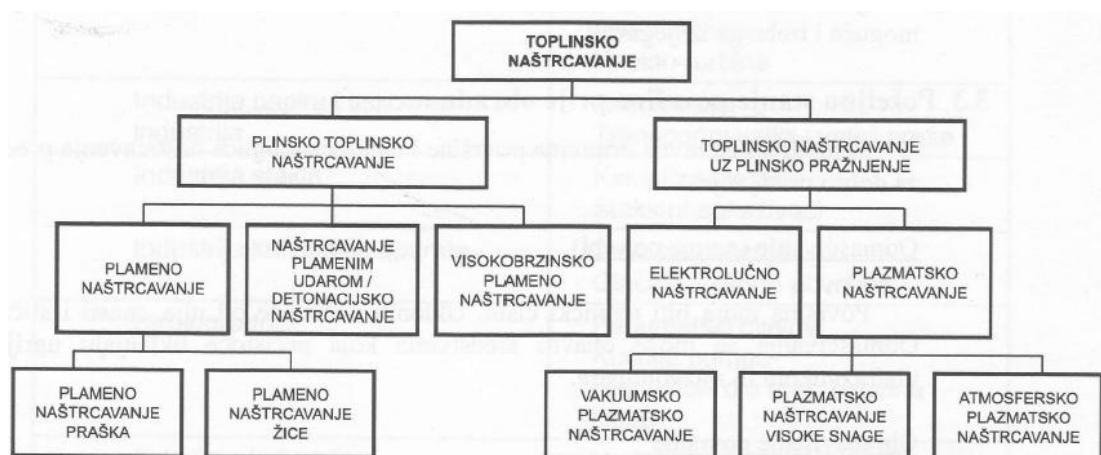 TOPLINSKO
NAŠTRCAVANJE
PLINSKO TOPLINSKO
NAŠTRCAVANJE
TOPLINSKO NAŠTRCAVANJE
UZ PLINSKO PRAŽNJENJE
PLAMENO
NAŠTRCAVANJE
NAŠTRCAVANJE
PLAMENIM
UDAROM /
DETONACIJSKO
NAŠTRCAVANJE
VISOKOBRZINSKO
PLAMENO
NAŠTRCAVANJE
ELEKTROLUČNO
NAŠTRCAVANJE
PLAZMATSKO
NAŠTRCAVANJE
PLAMENO
NAŠTRCAVANJE
PRAŠKA
PLAMENO
NAŠTRCAVANJE
ŽICE
VAKUUMSKO
PLAZMATSKO
NAŠTRCAVANJE
PLAZMATSKO
NAŠTRCAVANJE
VISOKE SNAGE
ATMOSFERSKO
PLAZMATSKO
NAŠTRCAVANJE